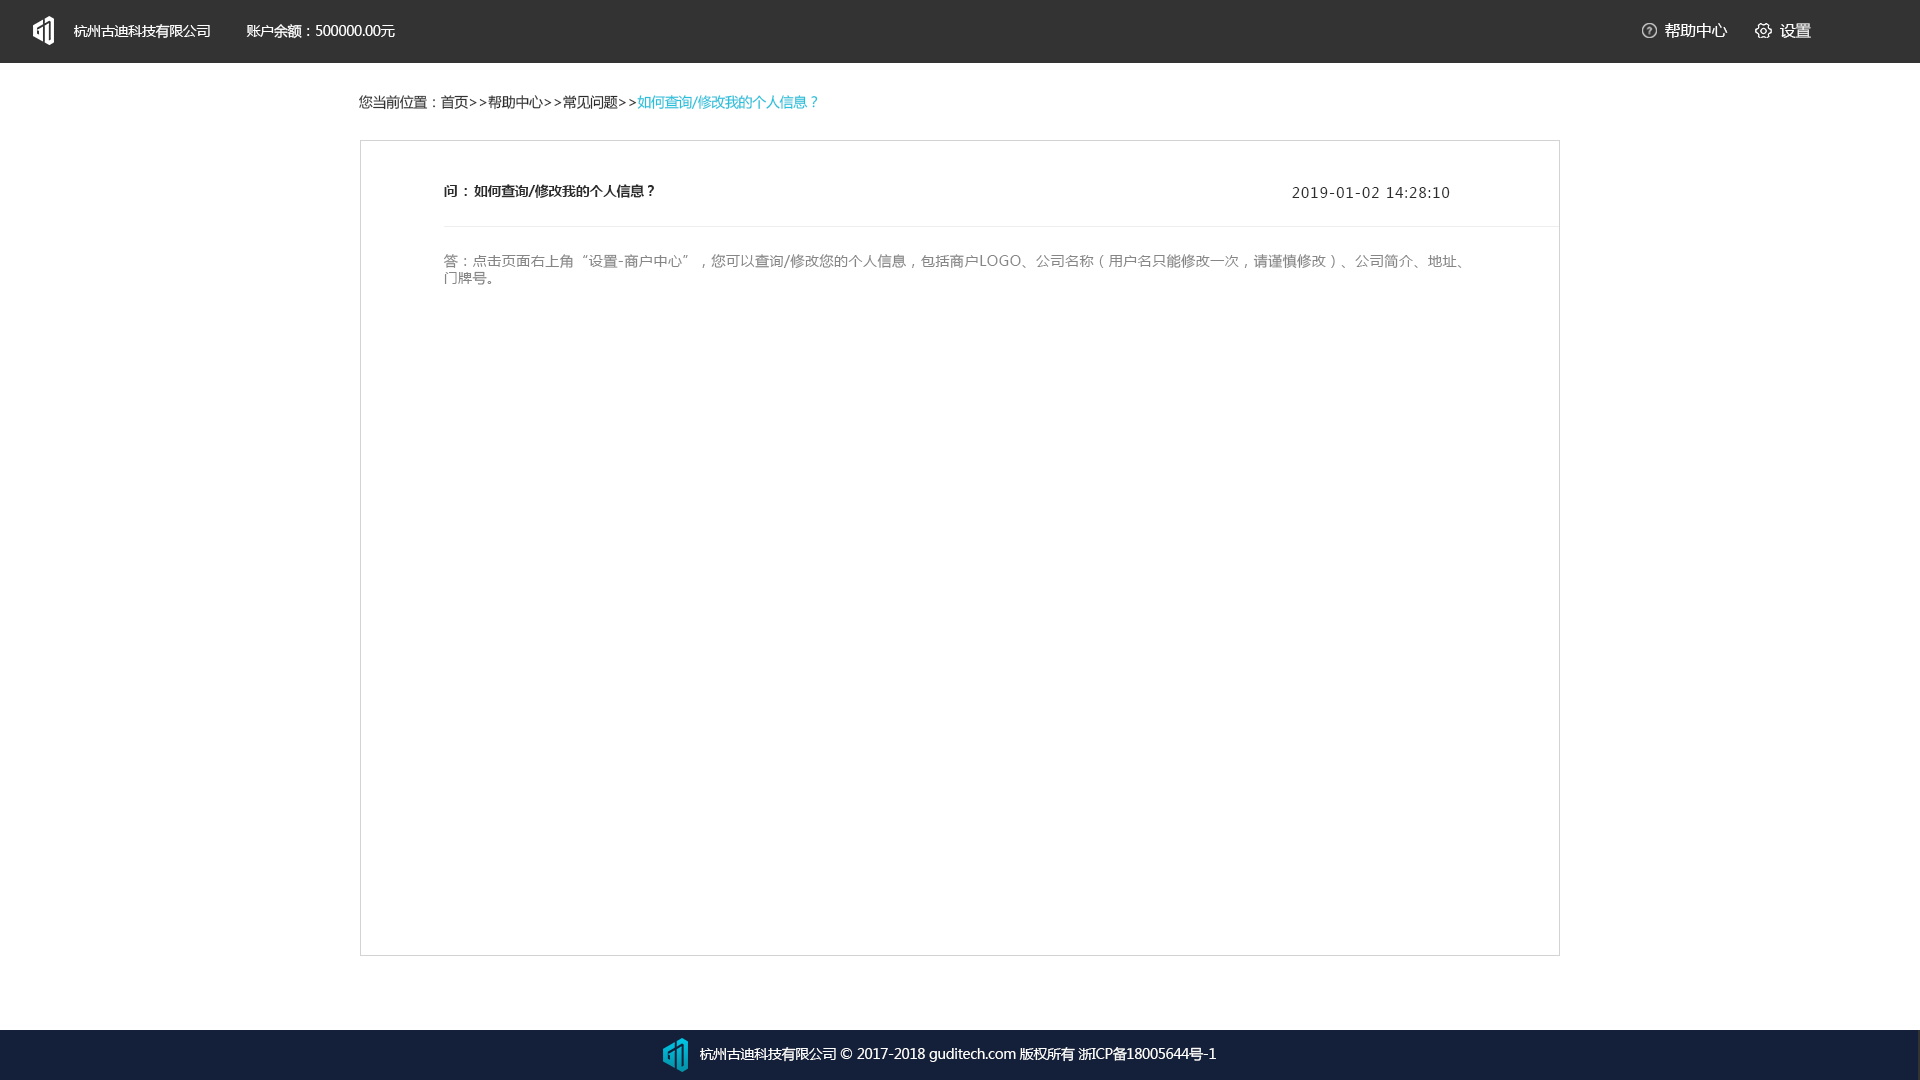 杭州古迪科技有限公司 账户余额：500000.00元 帮助中心 设置
您当前位置：首页>>帮助中心>>常见问题>>如何查询/修改我的个人信息？
问 ：如何查询/修改我的个人信息？ 2019-01-02 14:28:10
答：点击页面右上角“设置-商户中心” ，您可以查询/修改您的个人信息，包括商户LOGO、公司名称（用户名只能修改一次，请谨慎修改）、公司简介、地址、
门牌号。
杭州古迪科技有限公司 © 2017-2018 guditech.com 版权所有 浙ICP备18005644号-1